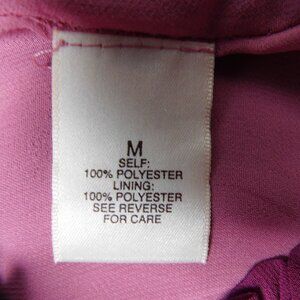 M
SELF:
100% POLYESTER
LINING:
100% POLYESTER
SEE REVERSE
FOR CARE